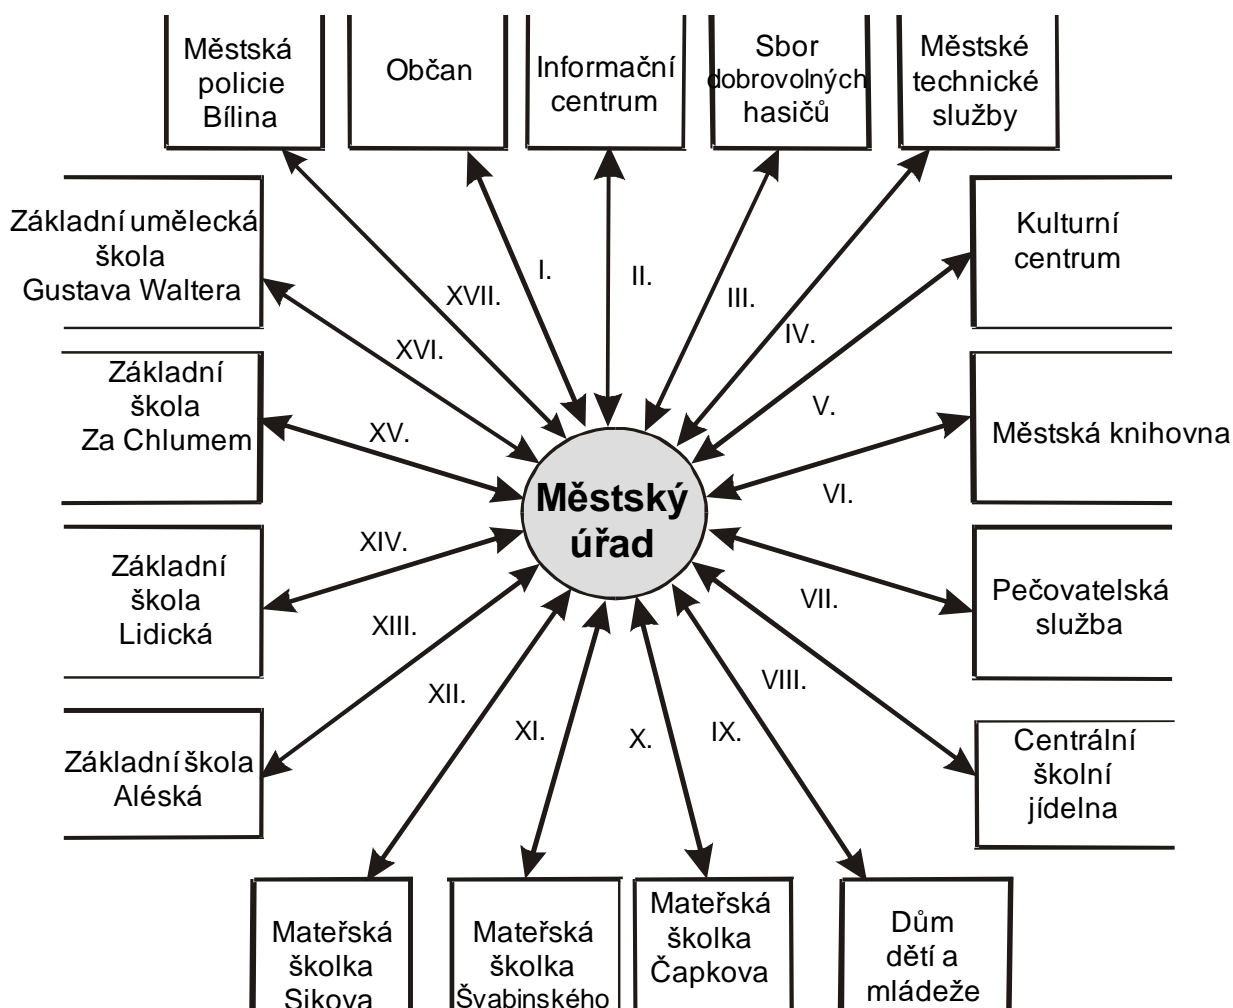 Městská
policie
Bílina
Občan
Informační
centrum
Sbor
dobrovolných
hasičů
Městské
technické
služby
Základní umělecká
škola
Gustava Waltera
Kulturní
centrum
I.
II.
III.
IV.
XVII.
XVI.
V.
Základní
škola
Za Chlumem
XV.
Městská knihovna
VI.
Městský
úřad
XIV.
Základní
škola
Lidická
VII.
Pečovatelská
služba
XIII.
XII.
XI.
X.
IX.
VIII.
Základní škola
Aléská
Centrální
školní
jídelna
Mateřská
školka
Sikova
Mateřská
školka
Švabinského
Mateřská
školka
Čapkova
Dům
dětí a
mládeže